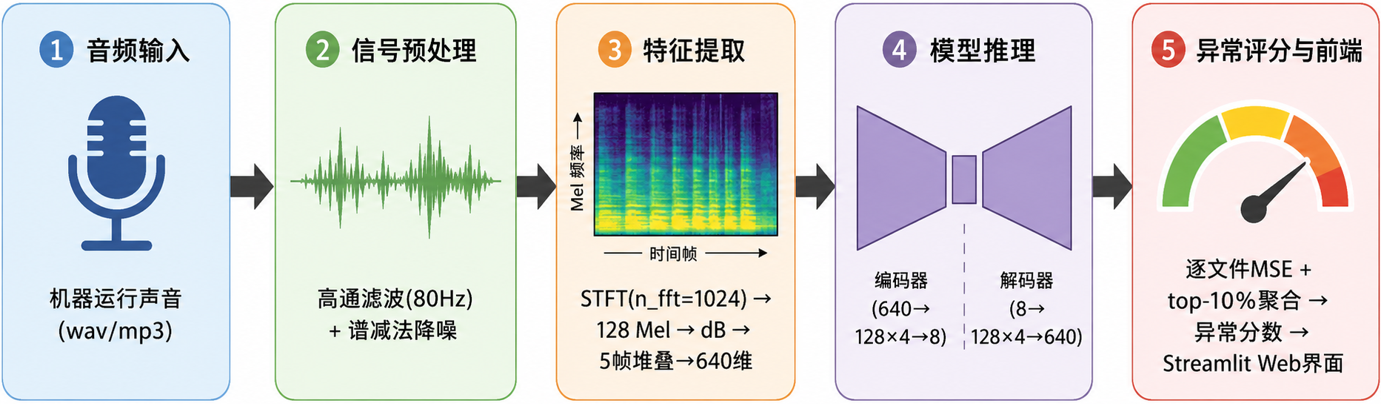 1 音频输入
机器运行声音
(wav/mp3)
2 信号预处理
高通滤波(80Hz)
+ 谱减法降噪
3 特征提取
Mel 频率
时间帧
STFT(n_fft=1024) →
128 Mel → dB →
5帧堆叠→640维
4 模型推理
编码器
(640→
128×4→8)
解码器
(8→
128×4→640)
5 异常评分与前端
逐文件MSE +
top-10%聚合 →
异常分数 →
Streamlit Web界面